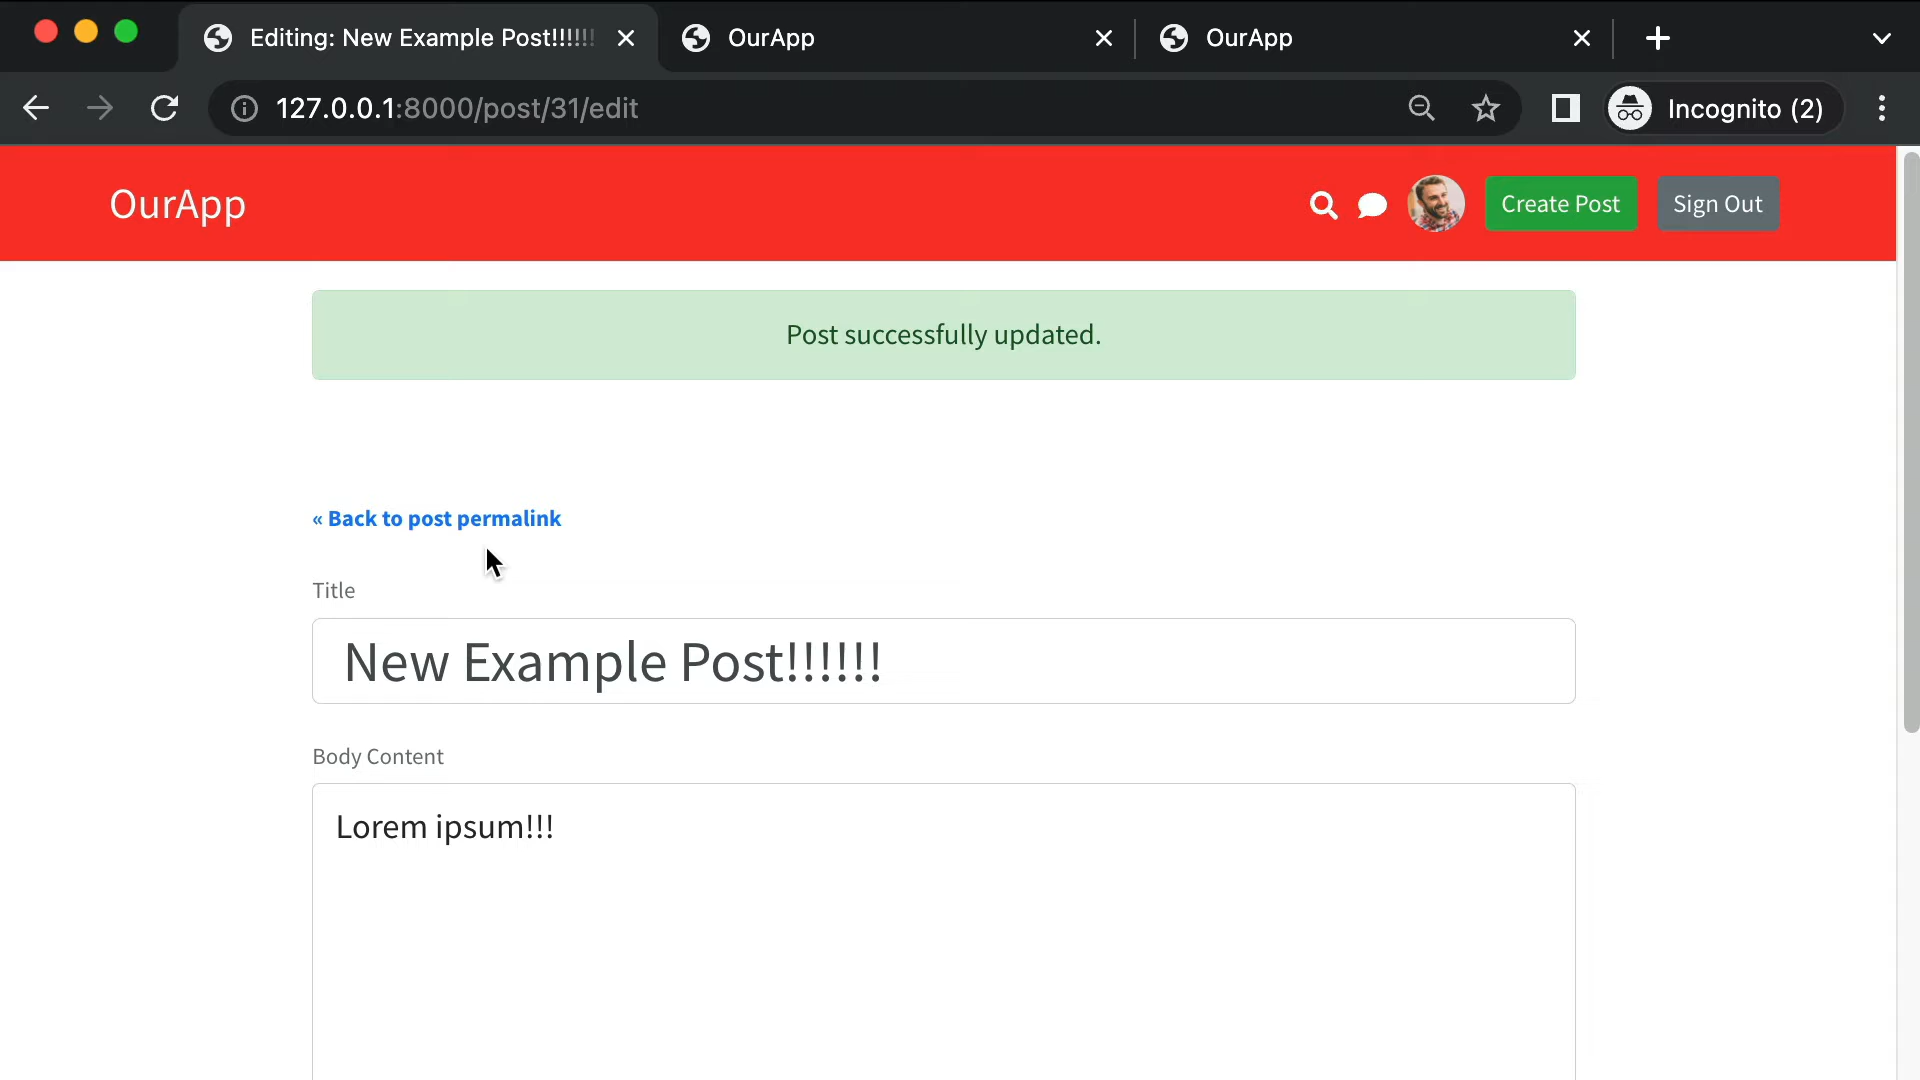 Editing: New Example Post!!!!!!
OurApp
OurApp
127.0.0.1:8000/post/31/edit
Incognito (2)
OurApp
Create Post
Sign Out
Post successfully updated.
« Back to post permalink
Title
New Example Post!!!!!!
Body Content
Lorem ipsum!!!